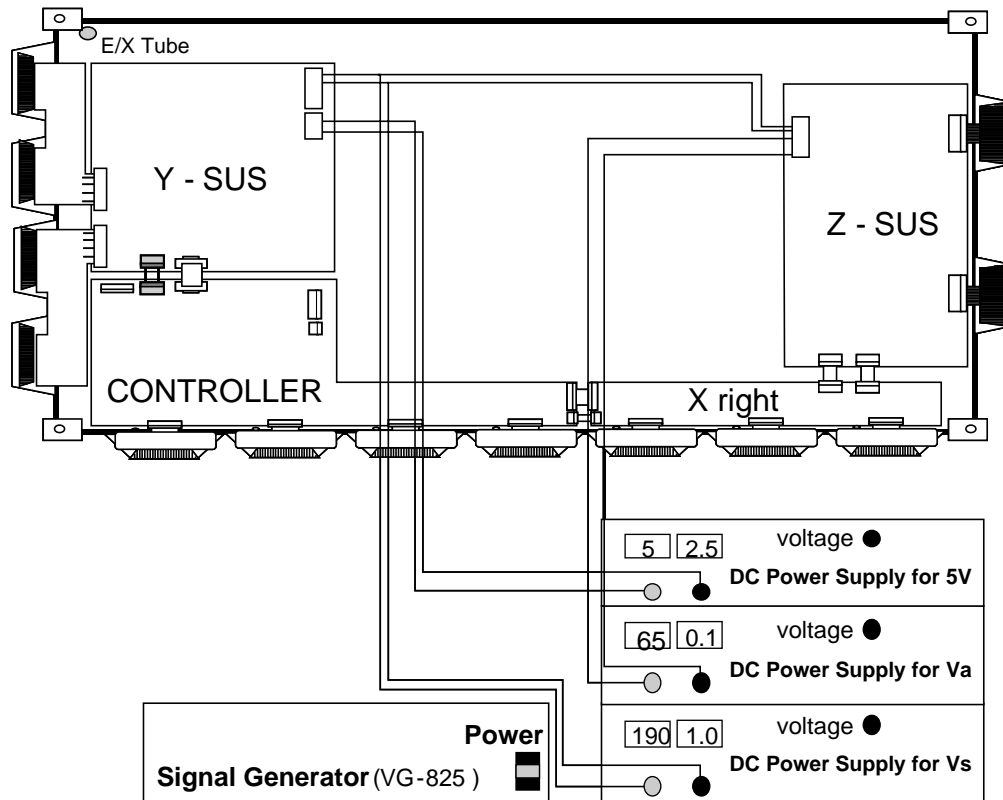 E/X Tube
Y - SUS
Z - SUS
CONTROLLER
X right
5 2.5 voltage
DC Power Supply for 5V
65 0.1 voltage
DC Power Supply for Va
190 1.0 voltage
DC Power Supply for Vs
Power
Signal Generator (VG-825 )